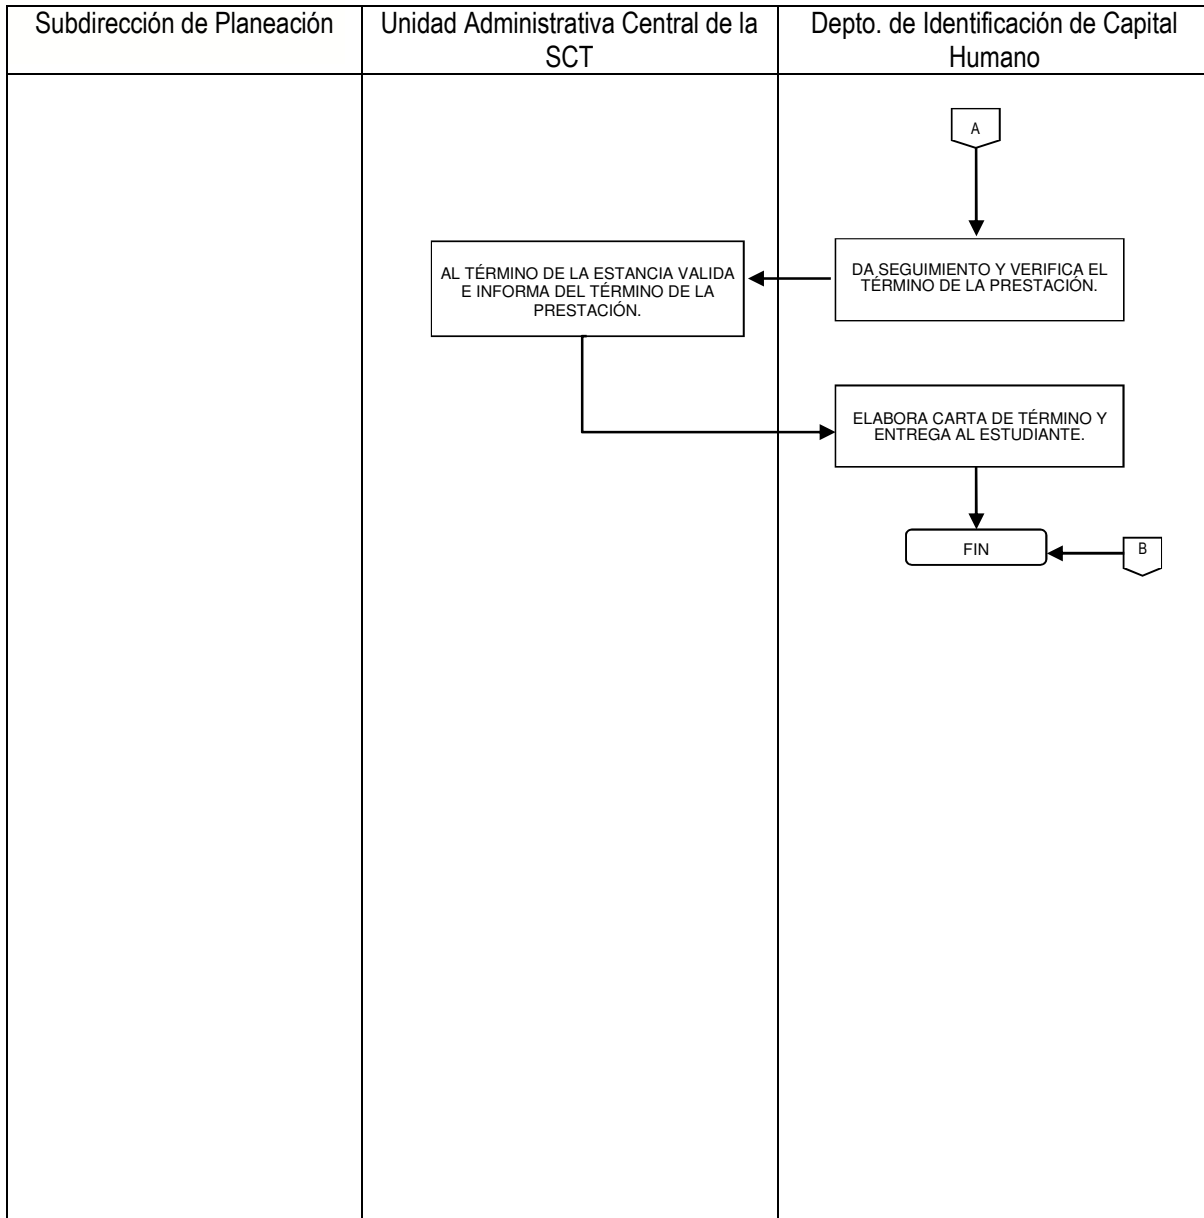 Subdirección de Planeación
Unidad Administrativa Central de la
SCT
Depto. de Identificación de Capital
Humano
A
DA SEGUIMIENTO Y VERIFICA EL
TÉRMINO DE LA PRESTACIÓN.
AL TÉRMINO DE LA ESTANCIA VALIDA
E INFORMA DEL TÉRMINO DE LA
PRESTACIÓN.
ELABORA CARTA DE TÉRMINO Y
ENTREGA AL ESTUDIANTE.
FIN
B